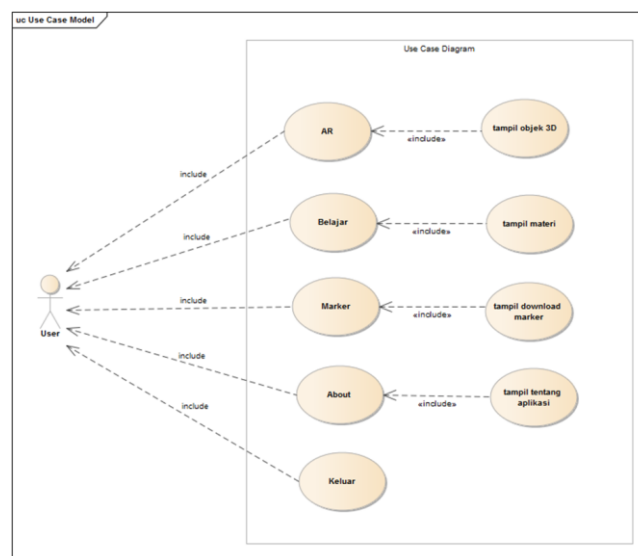 uc Use Case Model
Use Case Diagram
AR
tampil objek 3D
«include»
include
Belajar
tampil materi
«include»
include
User
Marker
tampil download
marker
«include»
include
About
tampil tentang
aplikasi
«include»
include
include
Keluar